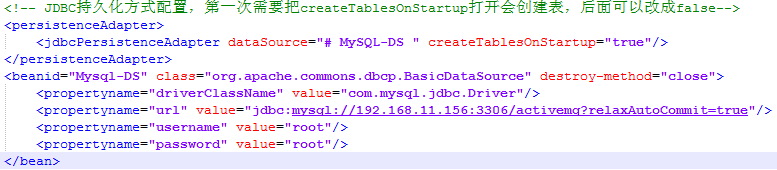 <!-- JDBC持久化方式配置，第一次需要把createTablesOnStartup打开会创建表，后面可以改成false-->
<persistenceAdapter>
<jdbcPersistenceAdapter dataSource="# MySQL-DS " createTablesOnStartup="true"/>
</persistenceAdapter>
<beanid="Mysql-DS" class="org.apache.commons.dbcp.BasicDataSource" destroy-method="close">
<propertyname="driverClassName" value="com.mysql.jdbc.Driver"/>
<propertyname="url" value="jdbc:mysql://192.168.11.156:3306/activemq?relaxAutoCommit=true"/>
<propertyname="username" value="root"/>
<propertyname="password" value="root"/>
</bean>